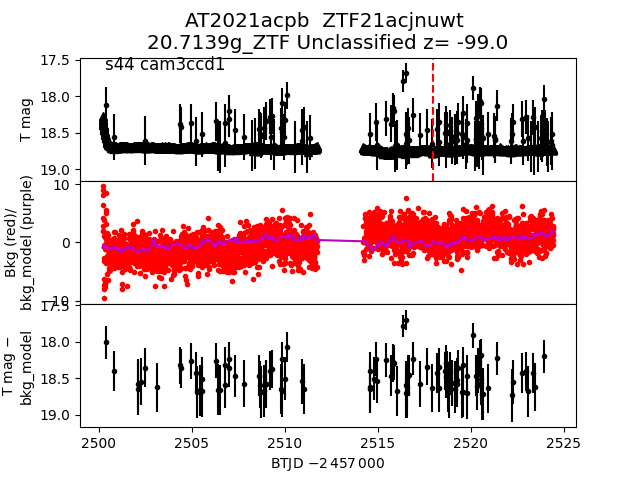 AT2021acpb  ZTF21acjnuwt
20.7139g_ZTF Unclassified z= -99.0
s44 cam3ccd1
17.5
18.0
18.5
19.0
T mag
10
0
−10
Bkg (red)/
bkg_model (purple)
17.5
18.0
18.5
19.0
T mag −
bkg_model
2500
2505
2510
2515
2520
2525
BTJD −2 457 000